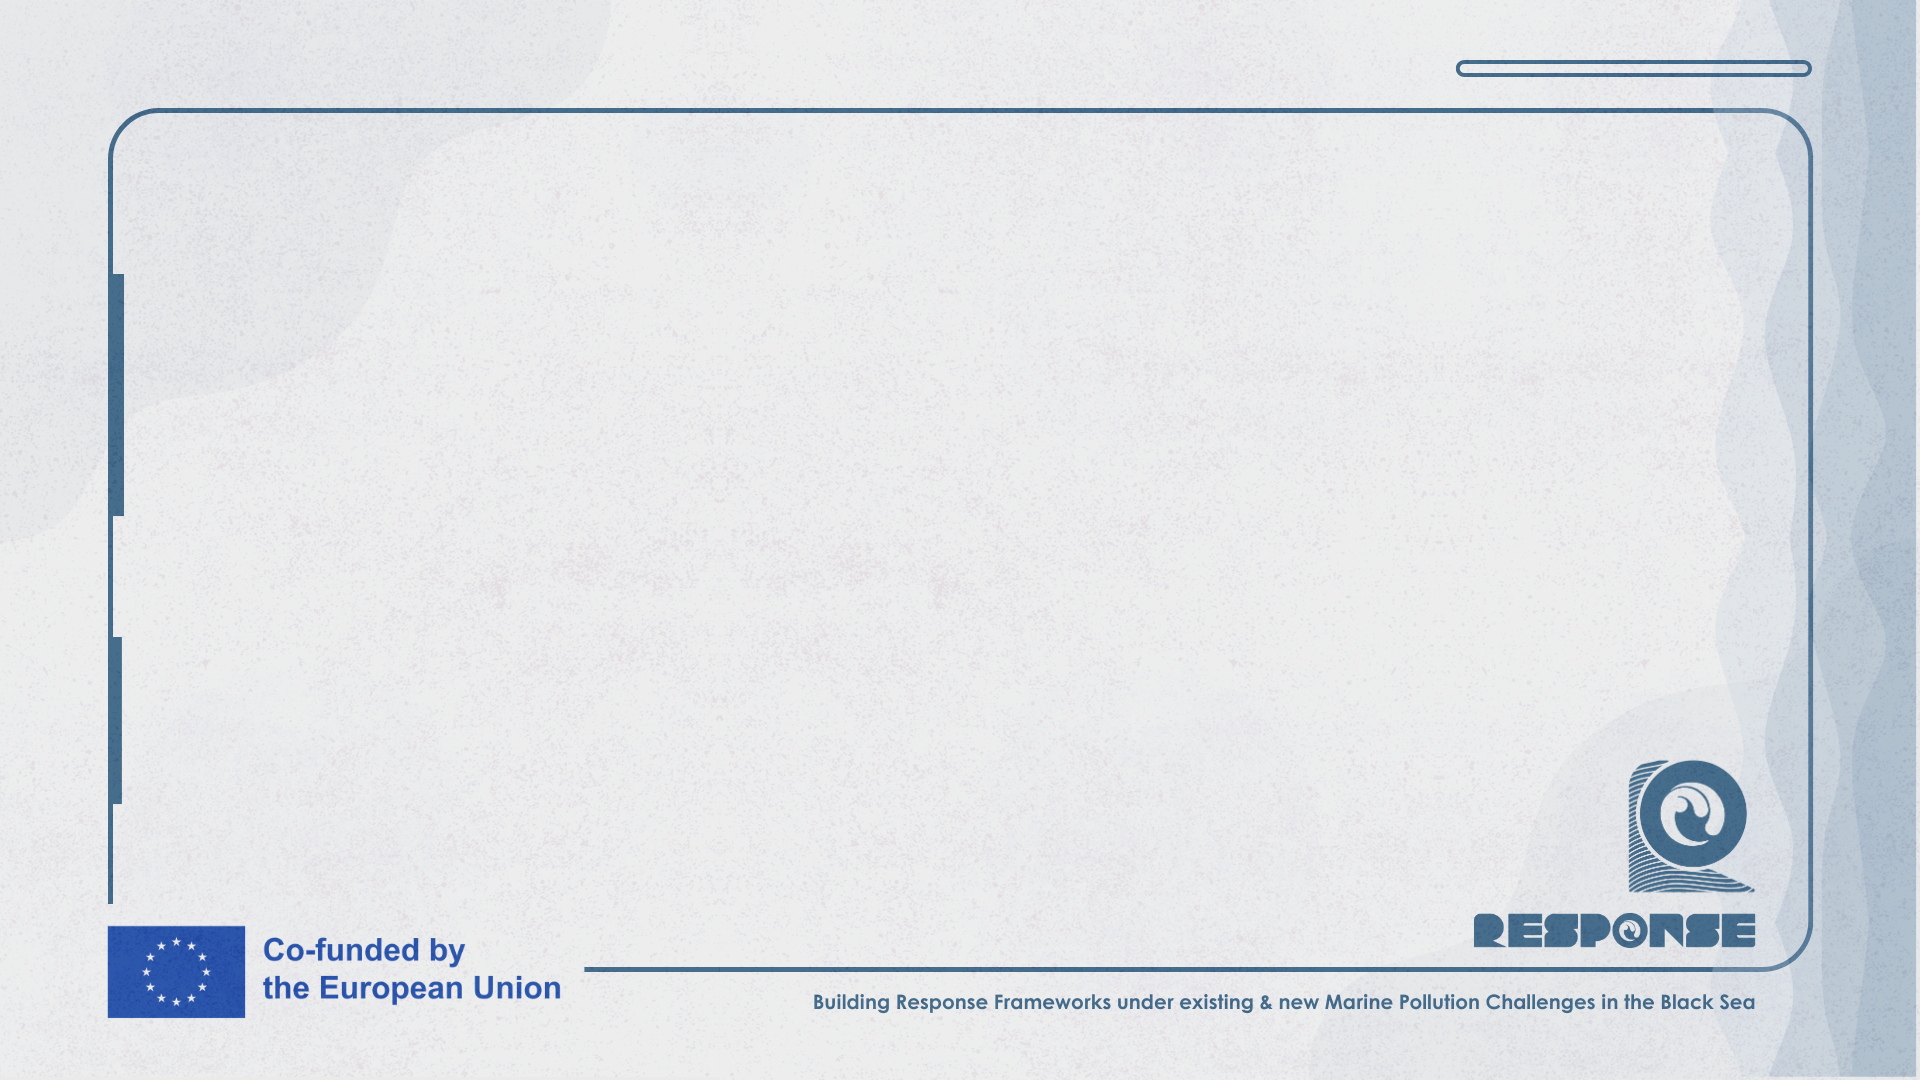 RESPONSE
Co-funded by
the European Union
Building Response Frameworks under existing & new Marine Pollution Challenges in the Black Sea